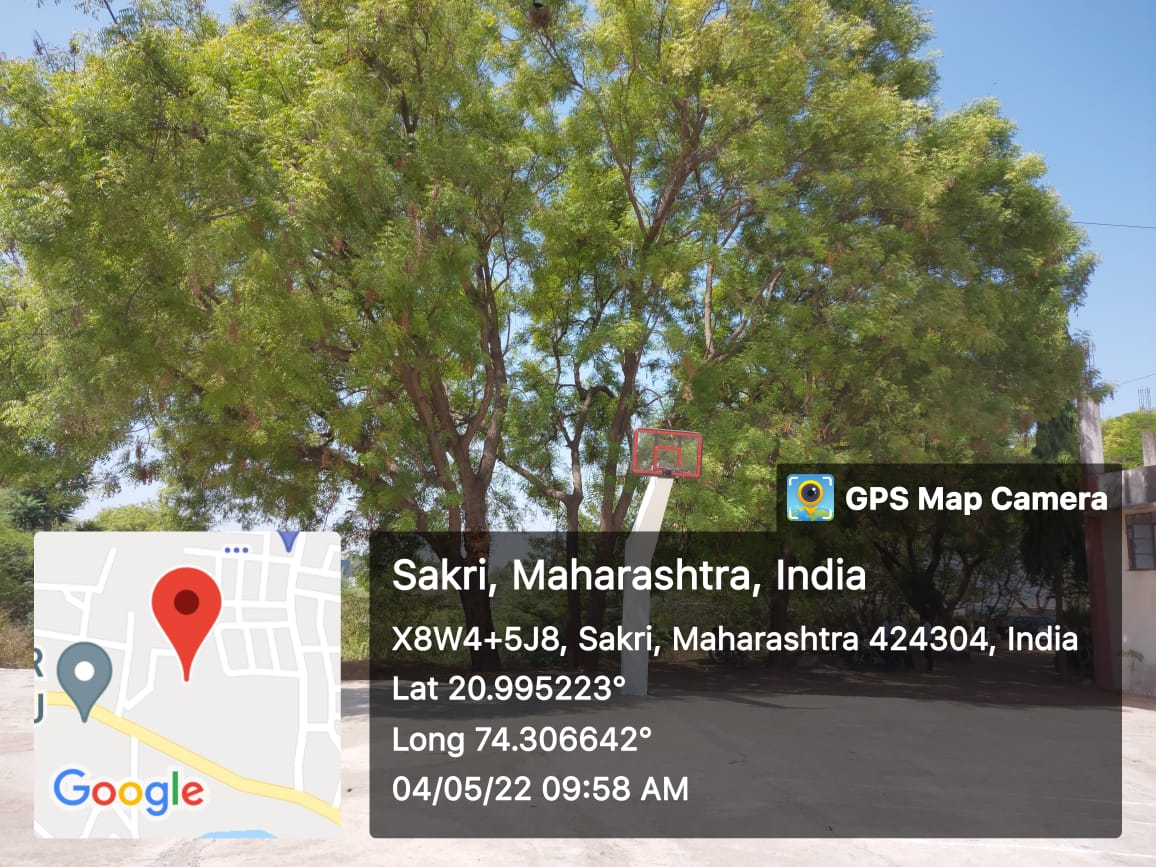 GPS Map Camera
Sakri, Maharashtra, India
X8W4+5J8, Sakri, Maharashtra 424304, India
Lat 20.995223°
Long 74.306642°
04/05/22 09:58 AM
R
U
Google